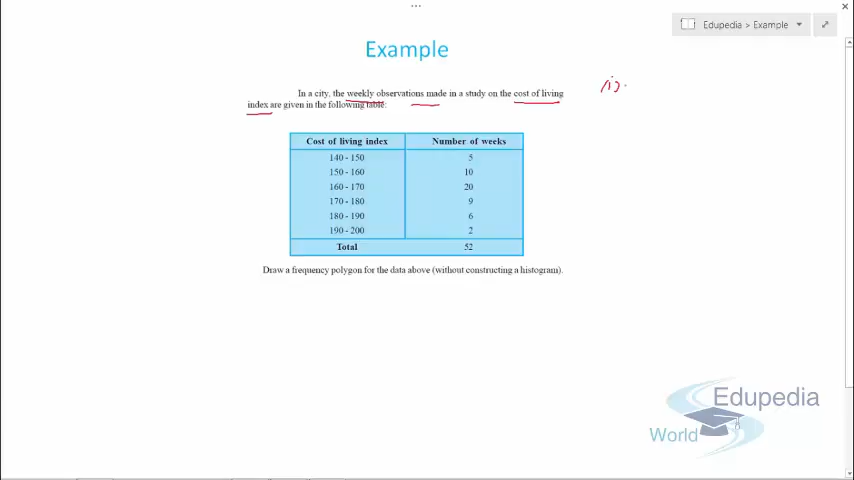 Edupedia > Example
Example
In a city, the weekly observations made in a study on the cost of living
index are given in the following table:
Cost of living index Number of weeks
140 - 150 5
150 - 160 10
160 - 170 20
170 - 180 9
180 - 190 6
190 - 200 2
Total 52
Draw a frequency polygon for the data above (without constructing a histogram).
Edupedia
World